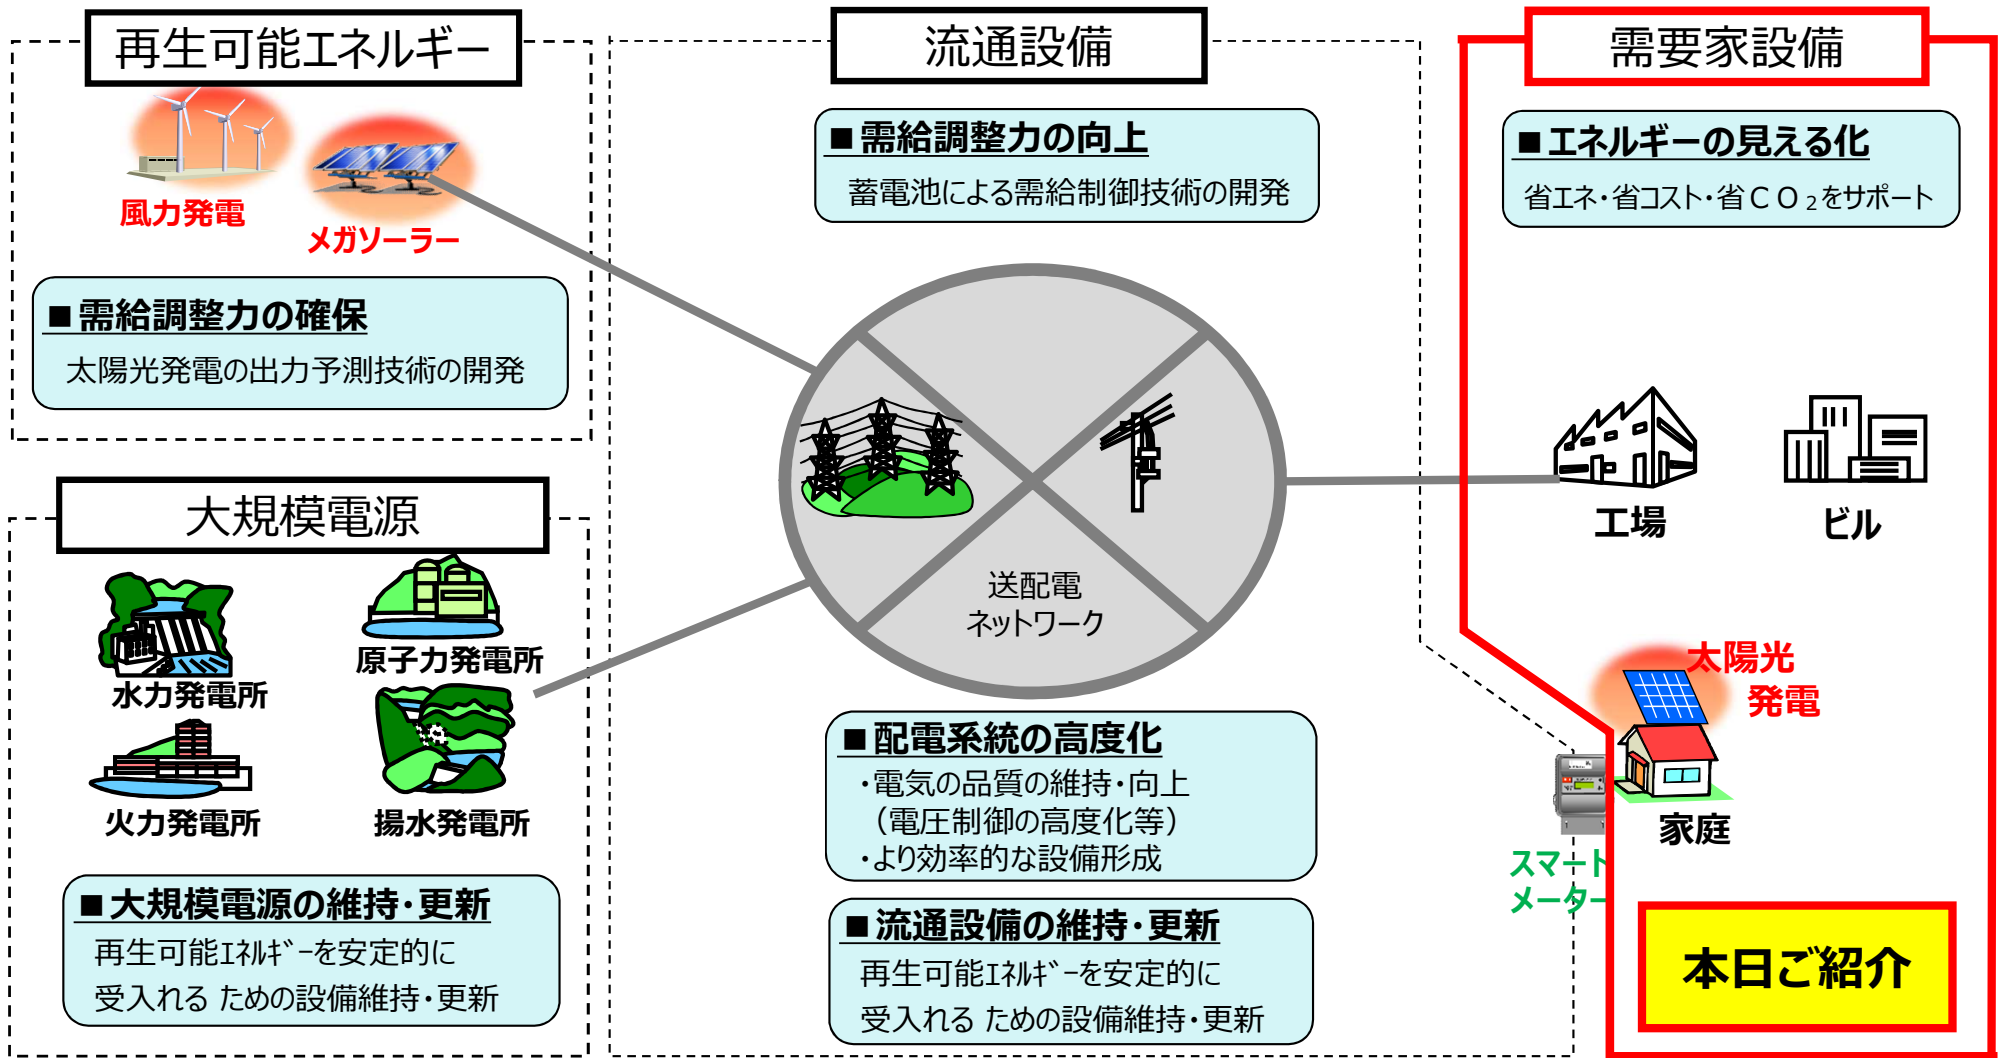 再生可能エネルギー
風力発電
メガソーラー
■需給調整力の確保
太陽光発電の出力予測技術の開発
大規模電源
水力発電所
原子力発電所
火力発電所
揚水発電所
■大規模電源の維持・更新
再生可能ｴﾈﾙｷﾞｰを安定的に
受入れる ための設備維持・更新
流通設備
■需給調整力の向上
蓄電池による需給制御技術の開発
送配電
ネットワーク
■配電系統の高度化
・電気の品質の維持・向上
（電圧制御の高度化等）
・より効率的な設備形成
■流通設備の維持・更新
再生可能ｴﾈﾙｷﾞｰを安定的に
受入れる ための設備維持・更新
需要家設備
■エネルギーの見える化
省エネ・省コスト・省ＣＯ₂をサポート
工場
ビル
太陽光
発電
家庭
スマート
メーター
本日ご紹介